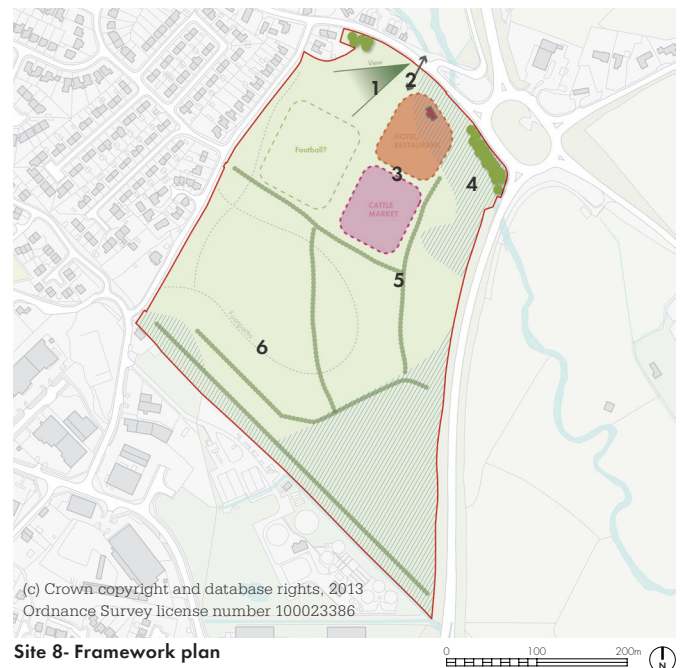 View
1
2
HOTEL/
RESTAURANT
Football?
3
4
CATTLE
MARKET
5
Footpaths
6
(c) Crown copyright and database rights, 2013
Ordnance Survey license number 100023386
Site 8- Framework plan
0 100 200m
N